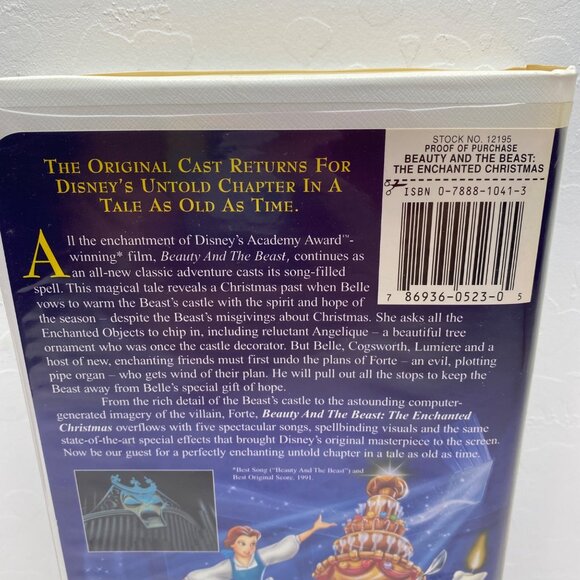 THE ORIGINAL CAST RETURNS FOR
DISNEY'S UNTOLD CHAPTER IN A
TALE AS OLD AS TIME.
STOCK NO. 12195
PROOF OF PURCHASE
BEAUTY AND THE BEAST:
THE ENCHANTED CHRISTMAS
ISBN 0-7888-1041-3
7 86936-0523-0 5
All the enchantment of Disney's Academy Award™-
winning* film, Beauty And The Beast, continues as
an all-new classic adventure casts its song-filled
spell. This magical tale reveals a Christmas past when Belle
vows to warm the Beast's castle with the spirit and hope of
the season – despite the Beast's misgivings about Christmas. She asks all the
Enchanted Objects to chip in, including reluctant Angelique – a beautiful tree
ornament who was once the castle decorator. But Belle, Cogsworth, Lumiere and a
host of new, enchanting friends must first undo the plans of Forte – an evil, plotting
pipe organ – who gets wind of their plan. He will pull out all the stops to keep the
Beast away from Belle's special gift of hope.
From the rich detail of the Beast's castle to the astounding computer-
generated imagery of the villain, Forte, Beauty And The Beast: The Enchanted
Christmas overflows with five spectacular songs, spellbinding visuals and the same
state-of-the-art special effects that brought Disney's original masterpiece to the screen.
Now be our guest for a perfectly enchanting untold chapter in a tale as old as time.
*Best Song ("Beauty And The Beast") and
Best Original Score, 1991.